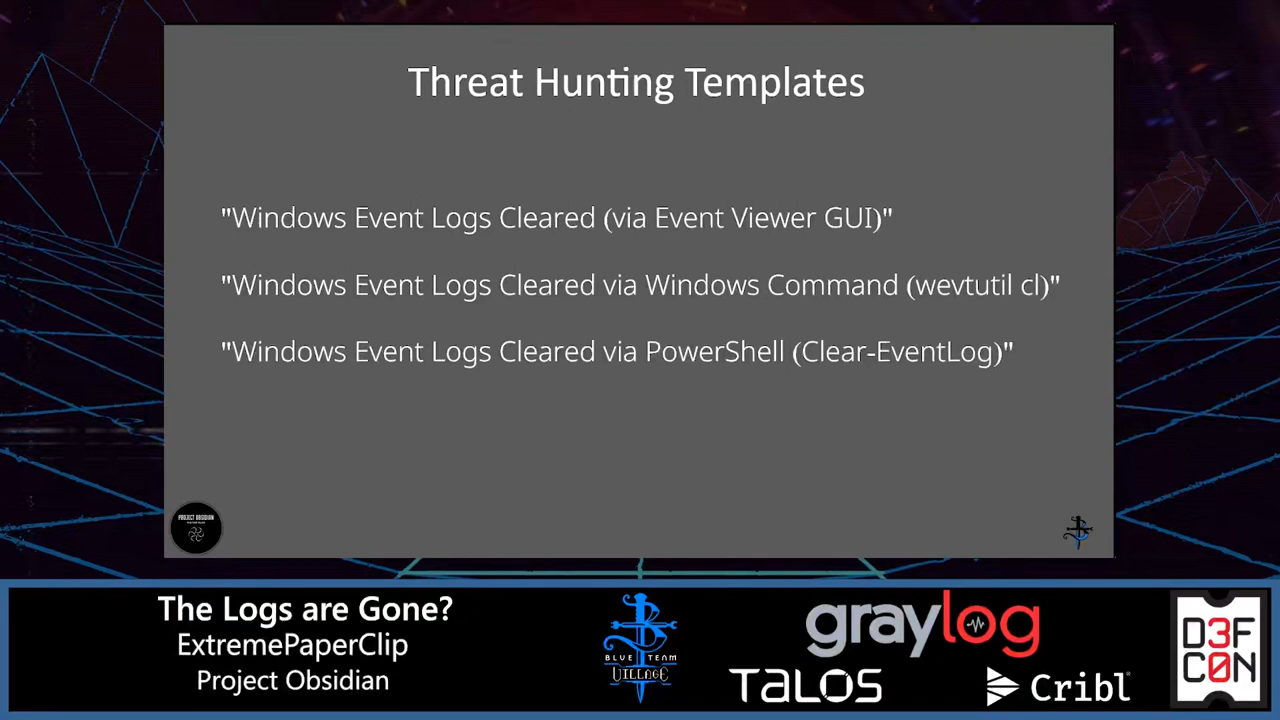 Threat Hunting Templates
"Windows Event Logs Cleared (via Event Viewer GUI)"
"Windows Event Logs Cleared via Windows Command (wevtutil cl)"
"Windows Event Logs Cleared via PowerShell (Clear-EventLog)"
PROJECT OBSIDIAN
The Logs are Gone?
ExtremePaperClip
Project Obsidian
BLUE TEAM
VILLAGE
graylog
TALOS
Cribl
D3F
C0N